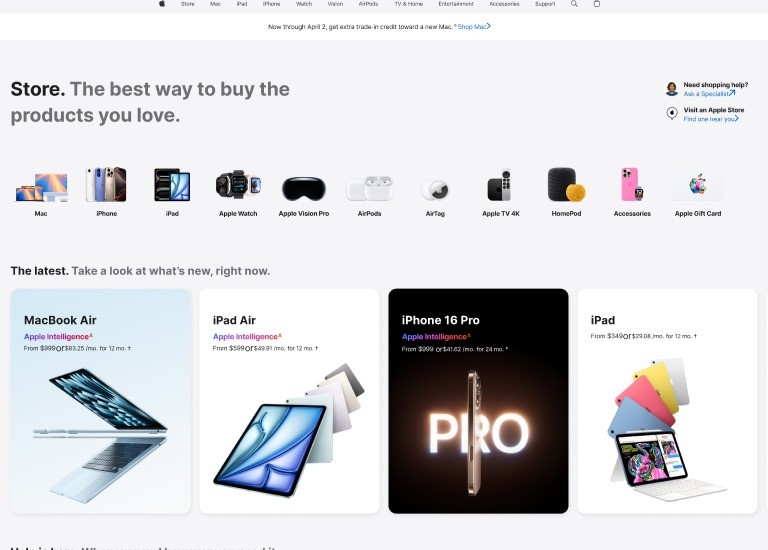 Store Mac iPad iPhone Watch Vision AirPods TV & Home Entertainment Accessories Support
Now through April 2, get extra trade-in credit toward a new Mac.* Shop Mac
Store. The best way to buy the
products you love.
Need shopping help?
Ask a Specialist
Visit an Apple Store
Find one near you
Mac
iPhone
iPad
Apple Watch
Apple Vision Pro
AirPods
AirTag
Apple TV 4K
HomePod
Accessories
Apple Gift Card
The latest. Take a look at what's new, right now.
MacBook Air
Apple Intelligence
From $999 or $83.25 /mo. for 12 mo. †
iPad Air
Apple Intelligence
From $599 or $49.91 /mo. for 12 mo. †
iPhone 16 Pro
Apple Intelligence
From $999 or $41.62 /mo. for 24 mo. *
PRO
iPad
From $349 or $29.08 /mo. for 12 mo. †